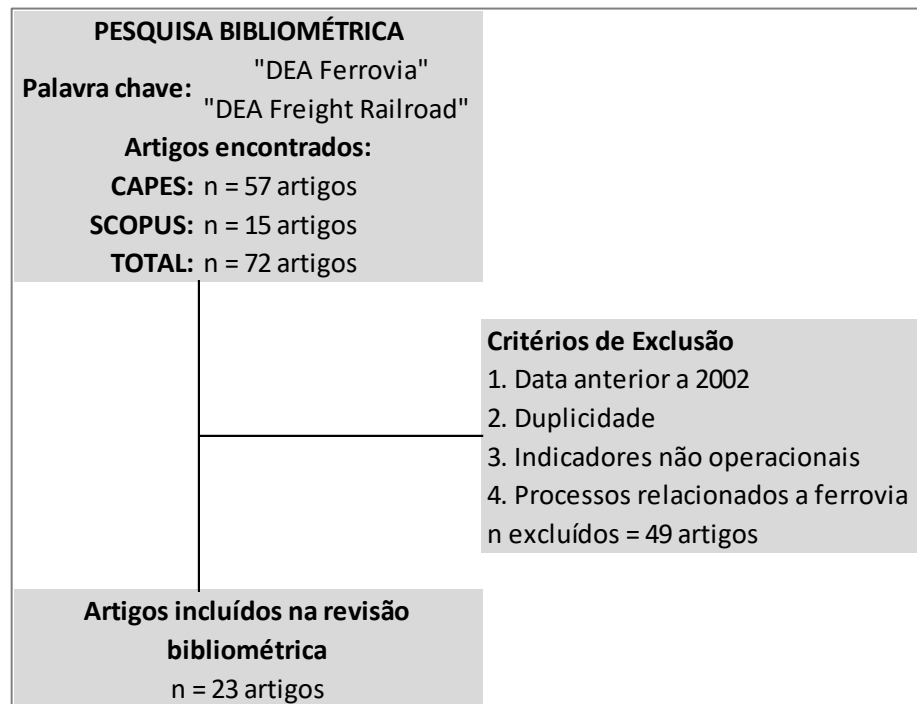 PESQUISA BIBLIOMÉTRICA
Palavra chave:
"DEA Ferrovia"
"DEA Freight Railroad"
Artigos encontrados:
CAPES: n = 57 artigos
SCOPUS: n = 15 artigos
TOTAL: n = 72 artigos
Critérios de Exclusão
1. Data anterior a 2002
2. Duplicidade
3. Indicadores não operacionais
4. Processos relacionados a ferrovia
n excluídos = 49 artigos
Artigos incluídos na revisão
bibliométrica
n = 23 artigos